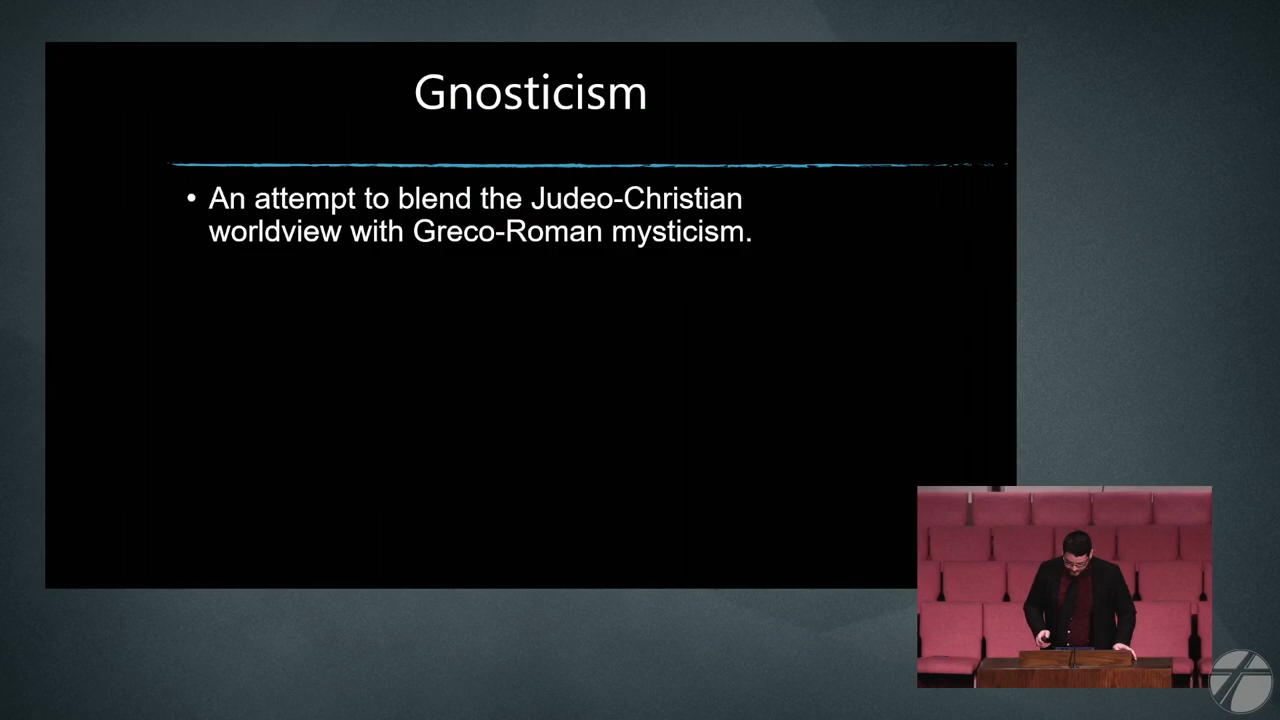 Gnosticism
• An attempt to blend the Judeo-Christian
worldview with Greco-Roman mysticism.